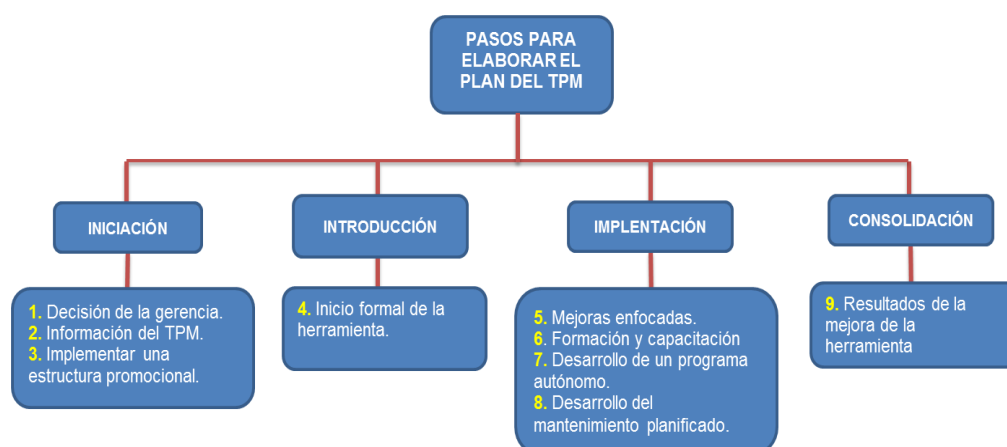 PASOS PARA
ELABORAR EL
PLAN DEL TPM
INICIACIÓN
INTRODUCCIÓN
IMPLENTACIÓN
CONSOLIDACIÓN
1. Decisión de la gerencia.
2. Información del TPM.
3. Implementar una
estructura promocional.
4. Inicio formal de la
herramienta.
5. Mejoras enfocadas.
6. Formación y capacitación
7. Desarrollo de un programa
autónomo.
8. Desarrollo del
mantenimiento planificado.
9. Resultados de la
mejora de la
herramienta